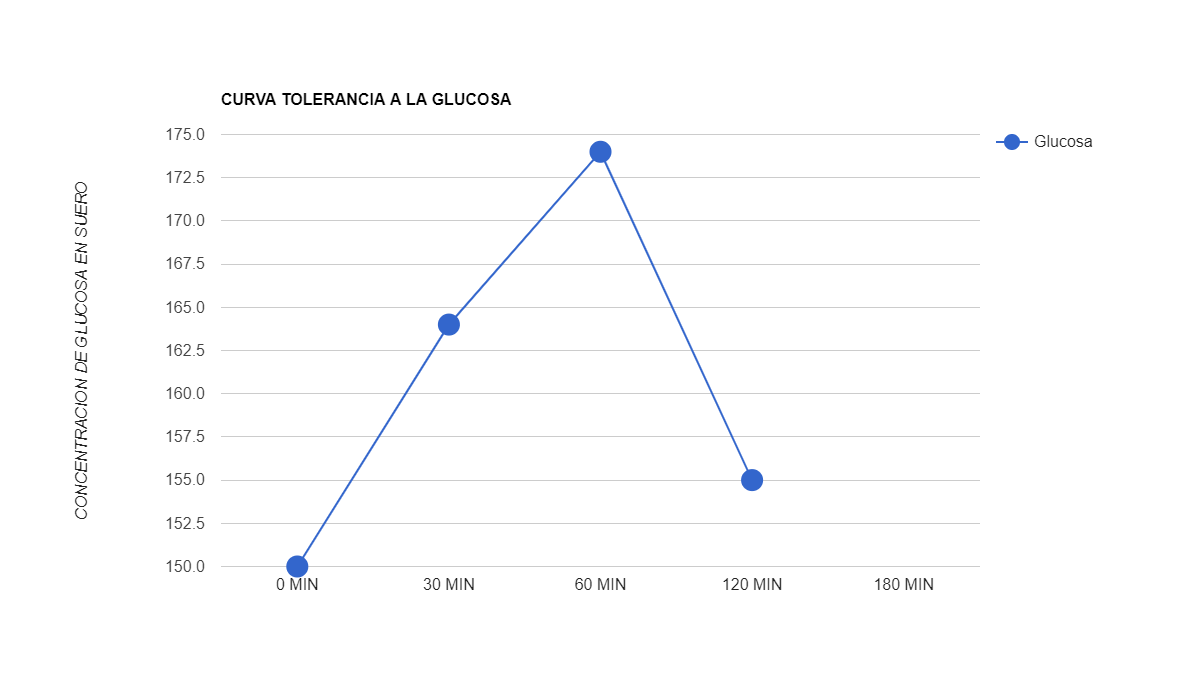 CURVA TOLERANCIA A LA GLUCOSA
CONCENTRACION DE GLUCOSA EN SUERO
175.0
172.5
170.0
167.5
165.0
162.5
160.0
157.5
155.0
152.5
150.0
0 MIN
30 MIN
60 MIN
120 MIN
180 MIN
Glucosa